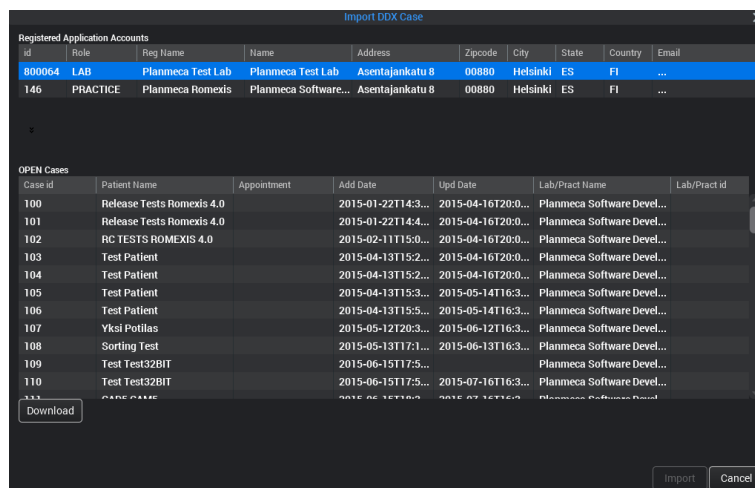 Import DDX Case
Registered Application Accounts
id Role Reg Name Name Address Zipcode City State Country Email
800064 LAB Planmeca Test Lab Planmeca Test Lab Asentajankatu 8 00880 Helsinki ES FI ...
146 PRACTICE Planmeca Romexis Planmeca Software... Asentajankatu 8 00880 Helsinki ES FI ...
OPEN Cases
Case id Patient Name Appointment Add Date Upd Date Lab/Pract Name Lab/Pract id
100 Release Tests Romexis 4.0 2015-01-22T14:3... 2015-04-16T20:0... Planmeca Software Devel...
101 Release Tests Romexis 4.0 2015-01-22T14:4... 2015-04-16T20:0... Planmeca Software Devel...
102 RC TESTS ROMEXIS 4.0 2015-02-11T15:0... 2015-04-16T20:0... Planmeca Software Devel...
103 Test Patient 2015-04-13T15:2... 2015-04-16T20:0... Planmeca Software Devel...
104 Test Patient 2015-04-13T15:2... 2015-04-16T20:0... Planmeca Software Devel...
105 Test Patient 2015-04-13T15:3... 2015-05-14T16:3... Planmeca Software Devel...
106 Test Patient 2015-04-13T15:5... 2015-05-14T16:3... Planmeca Software Devel...
107 Yksi Potilas 2015-05-12T20:3... 2015-06-12T16:3... Planmeca Software Devel...
108 Sorting Test 2015-05-13T17:1... 2015-06-13T16:3... Planmeca Software Devel...
109 Test Test32BIT 2015-06-15T17:5... Planmeca Software Devel...
110 Test Test32BIT 2015-06-15T17:5... 2015-07-16T16:3... Planmeca Software Devel...
Download
Import Cancel